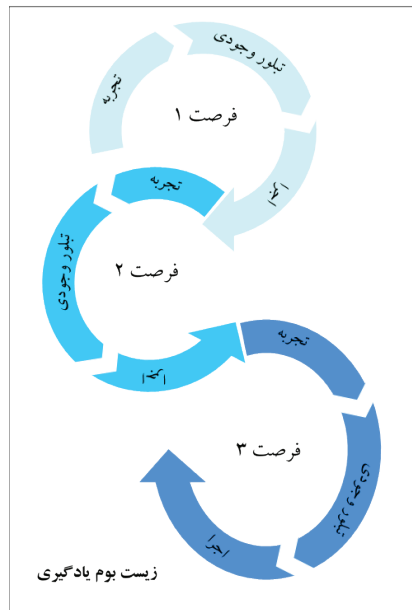 تجربه
تبلور وجودی
اجرا
فرصت ۱
تجربه
تبلور وجودی
اجرا
فرصت ۲
تجربه
تبلور وجودی
اجرا
فرصت ۳
زیست بوم یادگیری